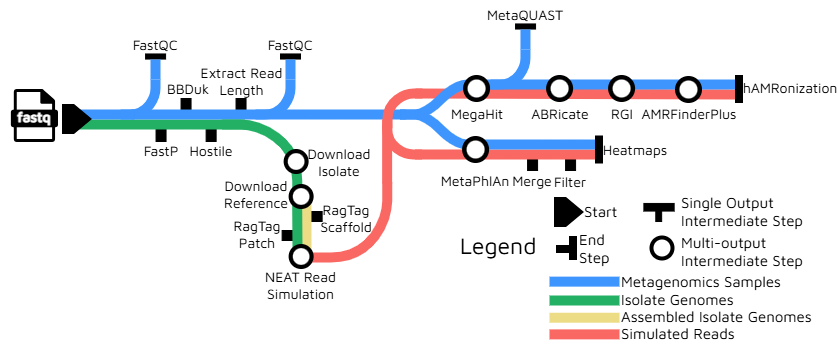 MetaQUAST
FastQC
FastQC
BBDuk
Extract Read
Length
fastq
FastP
Hostile
MegaHit
ABRicate
RGI
AMRFinderPlus
hAMRonization
Download
Isolate
MetaPhlAn
Merge
Filter
Heatmaps
Download
Reference
RagTag
Scaffold
RagTag
Patch
NEAT Read
Simulation
Legend
Start
Single Output
Intermediate Step
End
Step
Multi-output
Intermediate Step
Metagenomics Samples
Isolate Genomes
Assembled Isolate Genomes
Simulated Reads